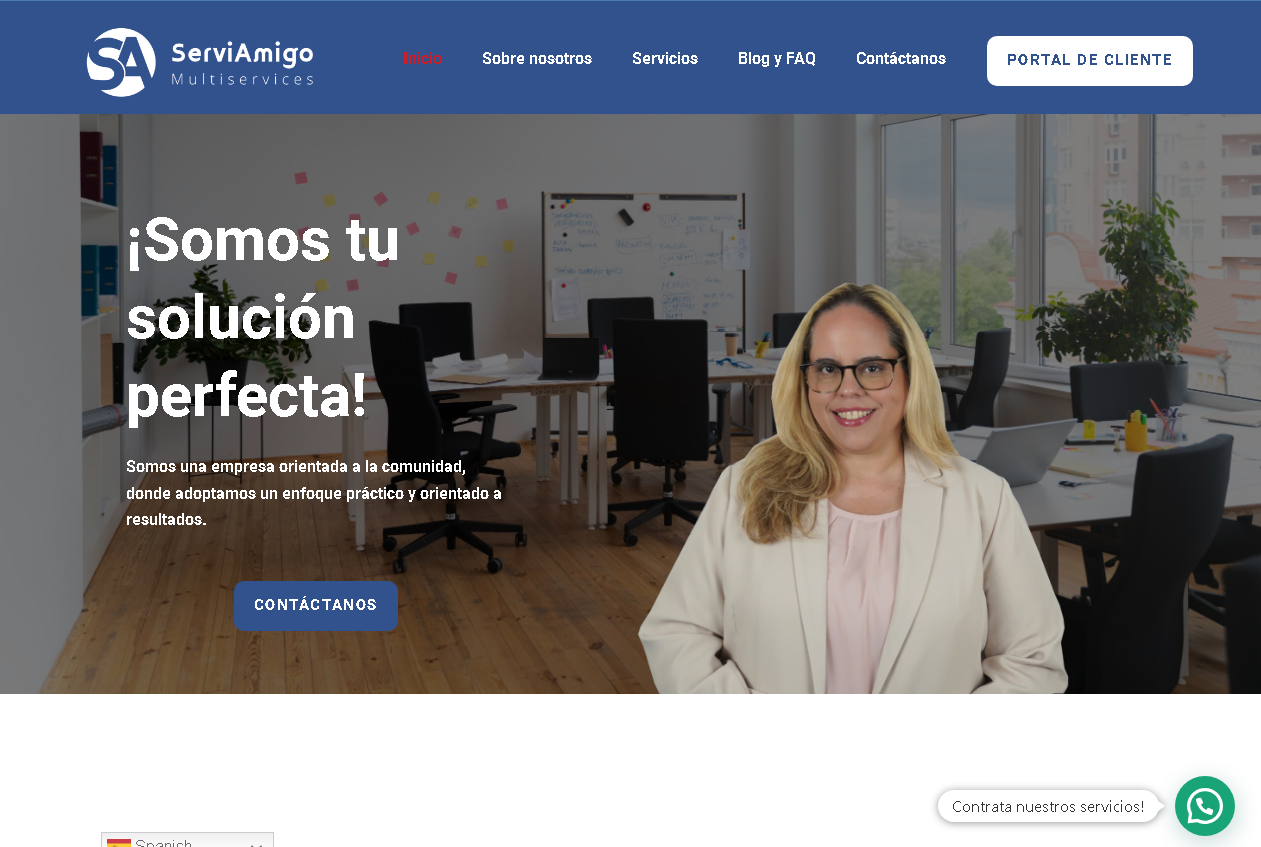 SA ServiAmigo
Multiservices
Inicio
Sobre nosotros
Servicios
Blog y FAQ
Contáctanos
PORTAL DE CLIENTE
¡Somos tu
solución
perfecta!
Somos una empresa orientada a la comunidad,
donde adoptamos un enfoque práctico y orientado a
resultados.
CONTÁCTANOS
Contrata nuestros servicios!
Spanish